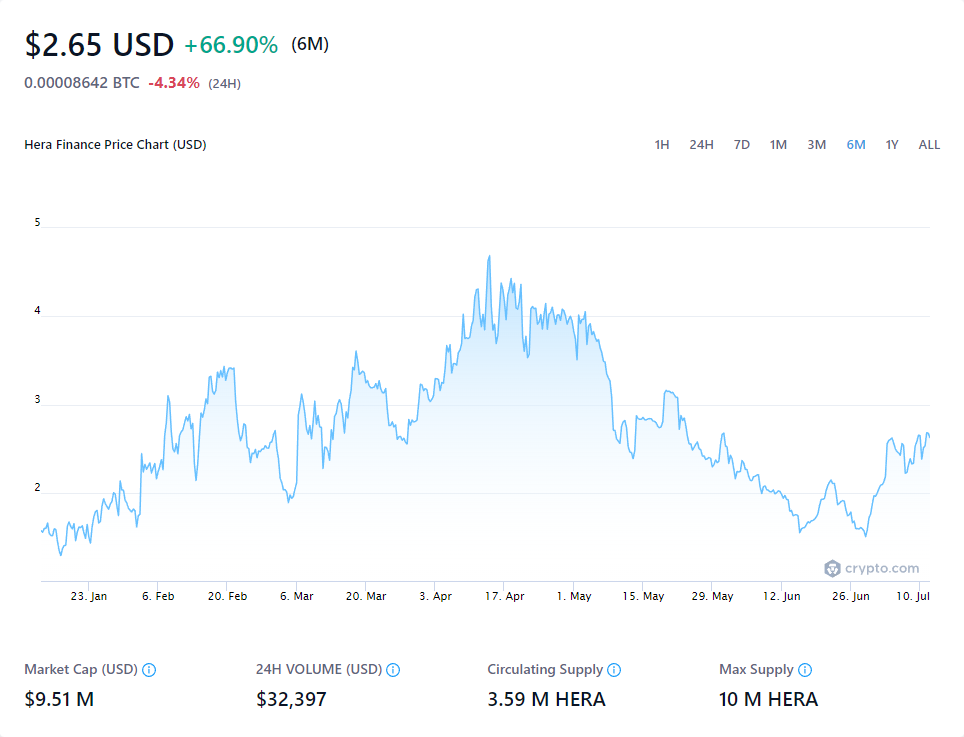 $2.65 USD +66.90% (6M)
0.00008642 BTC -4.34% (24H)
Hera Finance Price Chart (USD) 1H 24H 7D 1M 3M 6M 1Y ALL
5
4
3
2
crypto.com
23. Jan 6. Feb 20. Feb 6. Mar 20. Mar 3. Apr 17. Apr 1. May 15. May 29. May 12. Jun 26. Jun 10. Jul
Market Cap (USD) 24H VOLUME (USD) Circulating Supply Max Supply
$9.51 M $32,397 3.59 M HERA 10 M HERA